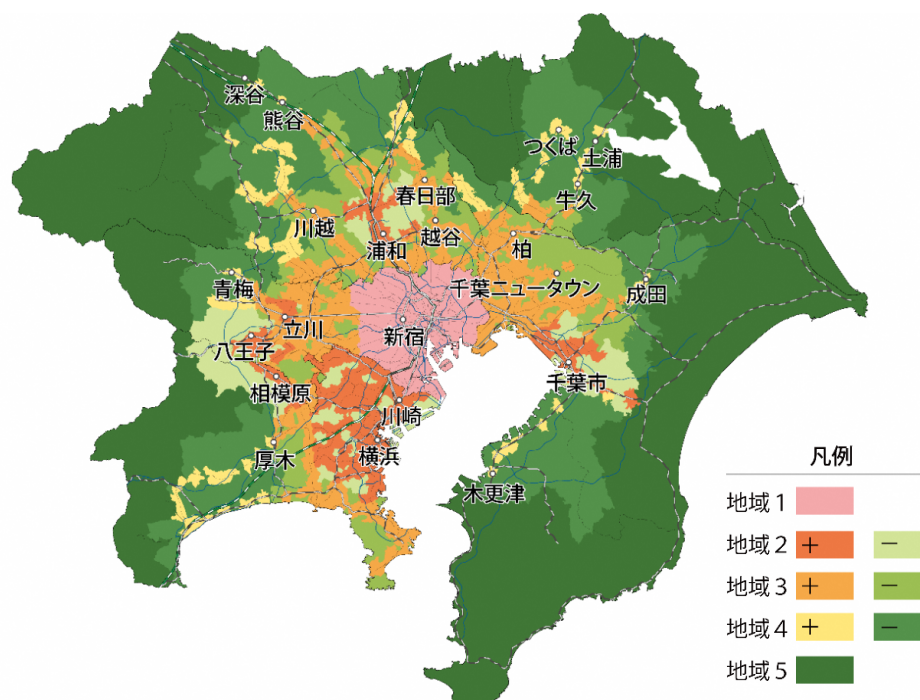 深谷
熊谷
つくば
土浦
春日部
牛久
川越
越谷
浦和
柏
千葉ニュータウン
成田
青梅
立川
新宿
八王子
千葉市
相模原
川崎
厚木
横浜
木更津
凡例
地域1
地域2 + −
地域3 + −
地域4 + −
地域5